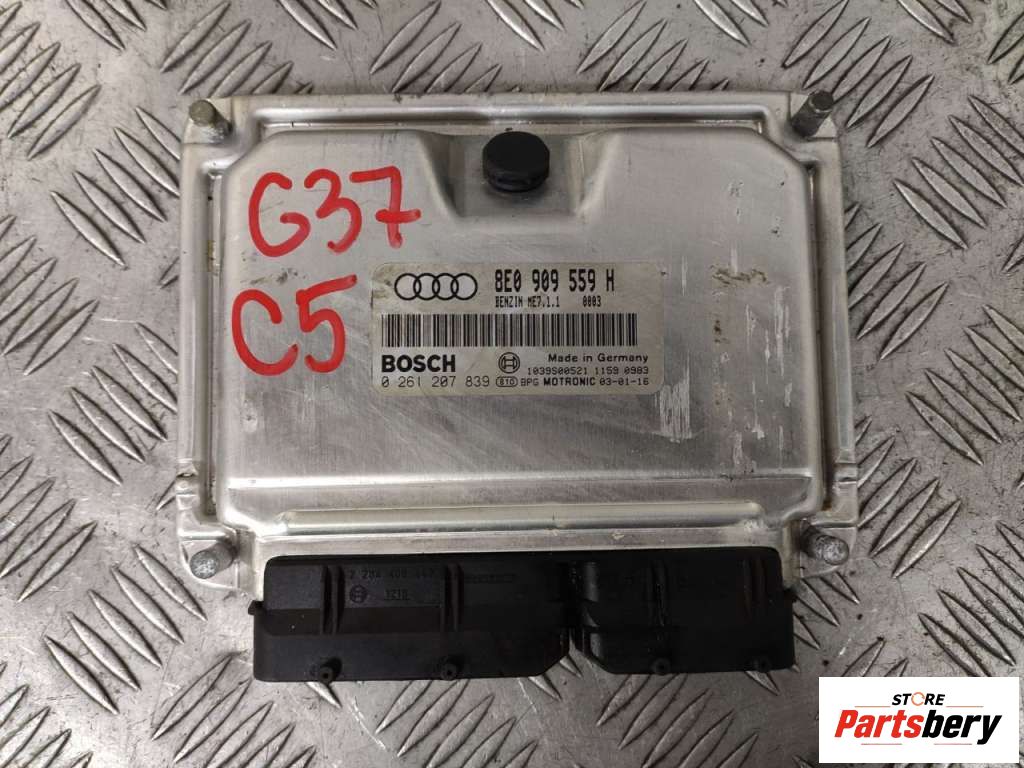 G37
C5
8E0 909 559 H
BENZIN ME7.1.1 0003
BOSCH
Made in Germany
1039S00521 1159 0983
0 261 207 839 BPG MOTRONIC 03-01-16
STORE
Partsbery